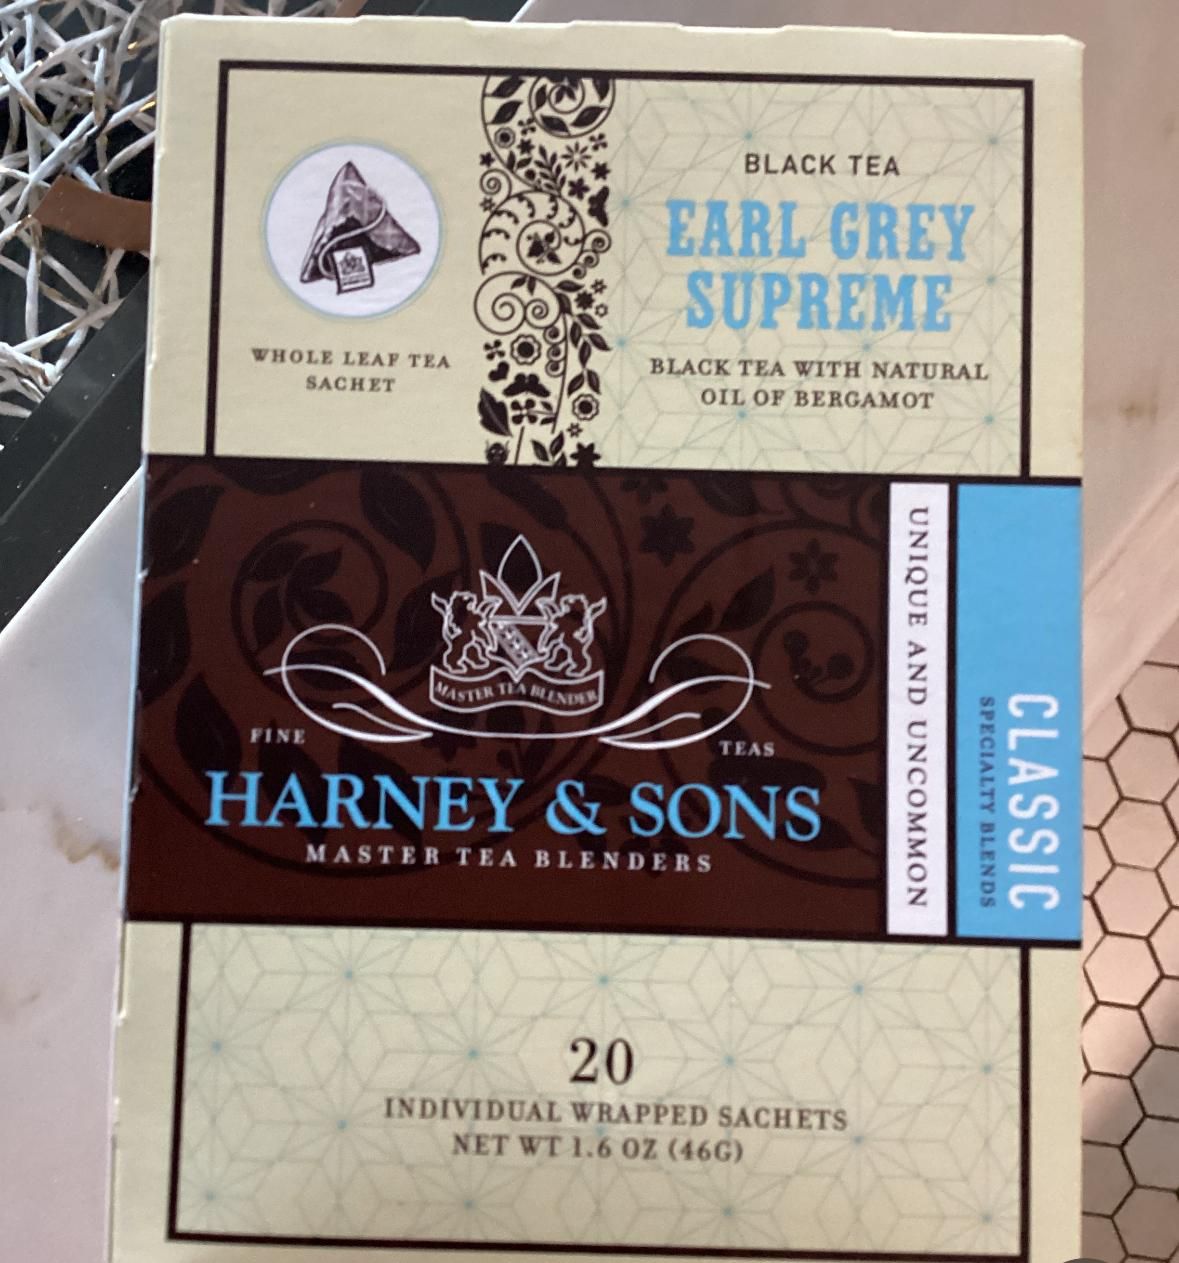 BLACK TEA
EARL GREY
SUPREME
BLACK TEA WITH NATURAL
OIL OF BERGAMOT
WHOLE LEAF TEA
SACHET
MASTER TEA BLENDER
FINE
TEAS
HARNEY & SONS
MASTER TEA BLENDERS
UNIQUE AND UNCOMMON
CLASSIC
SPECIALTY BLENDS
20
INDIVIDUAL WRAPPED SACHETS
NET WT 1.6 OZ (46G)